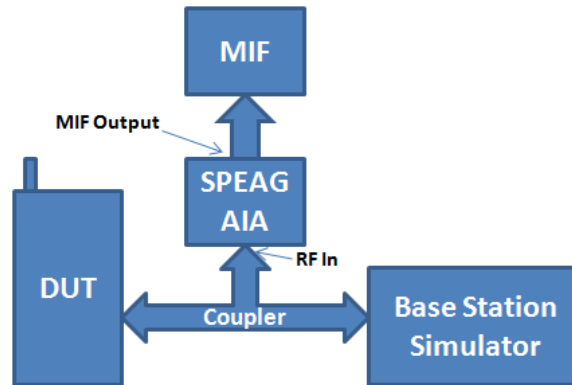 MIF
MIF Output
SPEAG
AIA
RF In
DUT
Coupler
Base Station
Simulator